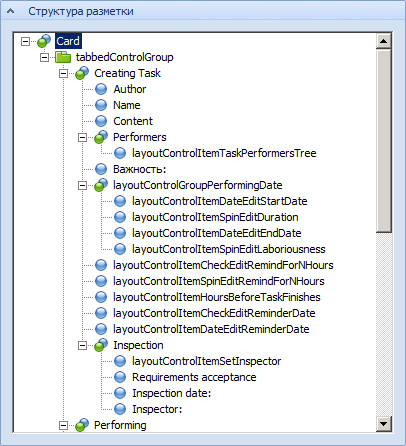 Структура разметки
Card
tabbedControlGroup
Creating Task
Author
Name
Content
Performers
layoutControlItemTaskPerformersTree
Важность:
layoutControlGroupPerformingDate
layoutControlItemDateEditStartDate
layoutControlItemSpinEditDuration
layoutControlItemDateEditEndDate
layoutControlItemSpinEditLaboriousness
layoutControlItemCheckEditRemindForNHours
layoutControlItemSpinEditRemindForNHours
layoutControlItemHoursBeforeTaskFinishes
layoutControlItemCheckEditReminderDate
layoutControlItemDateEditReminderDate
Inspection
layoutControlItemSetInspector
Requirements acceptance
Inspection date:
Inspector:
Performing